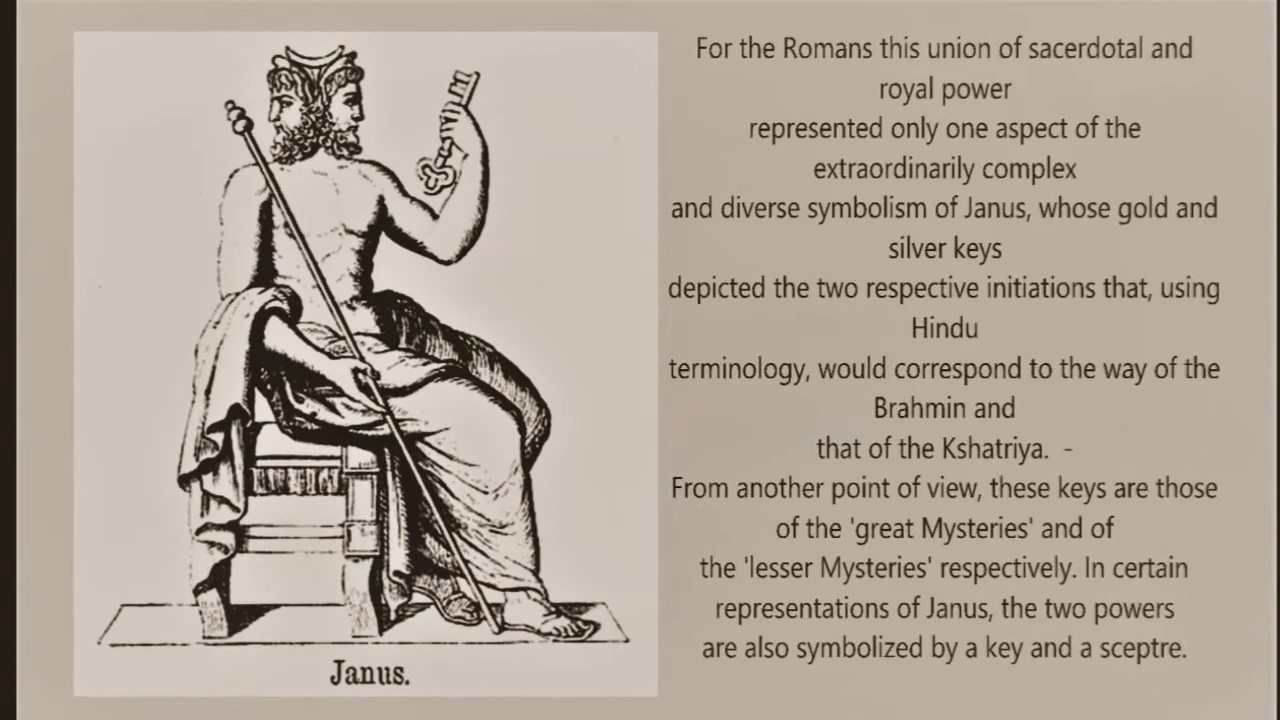 For the Romans this union of sacerdotal and
royal power
represented only one aspect of the
extraordinarily complex
and diverse symbolism of Janus, whose gold and
silver keys
depicted the two respective initiations that, using
Hindu
terminology, would correspond to the way of the
Brahmin and
that of the Kshatriya.  -
From another point of view, these keys are those
of the 'great Mysteries' and of
the 'lesser Mysteries' respectively. In certain
representations of Janus, the two powers
are also symbolized by a key and a sceptre.
Janus.